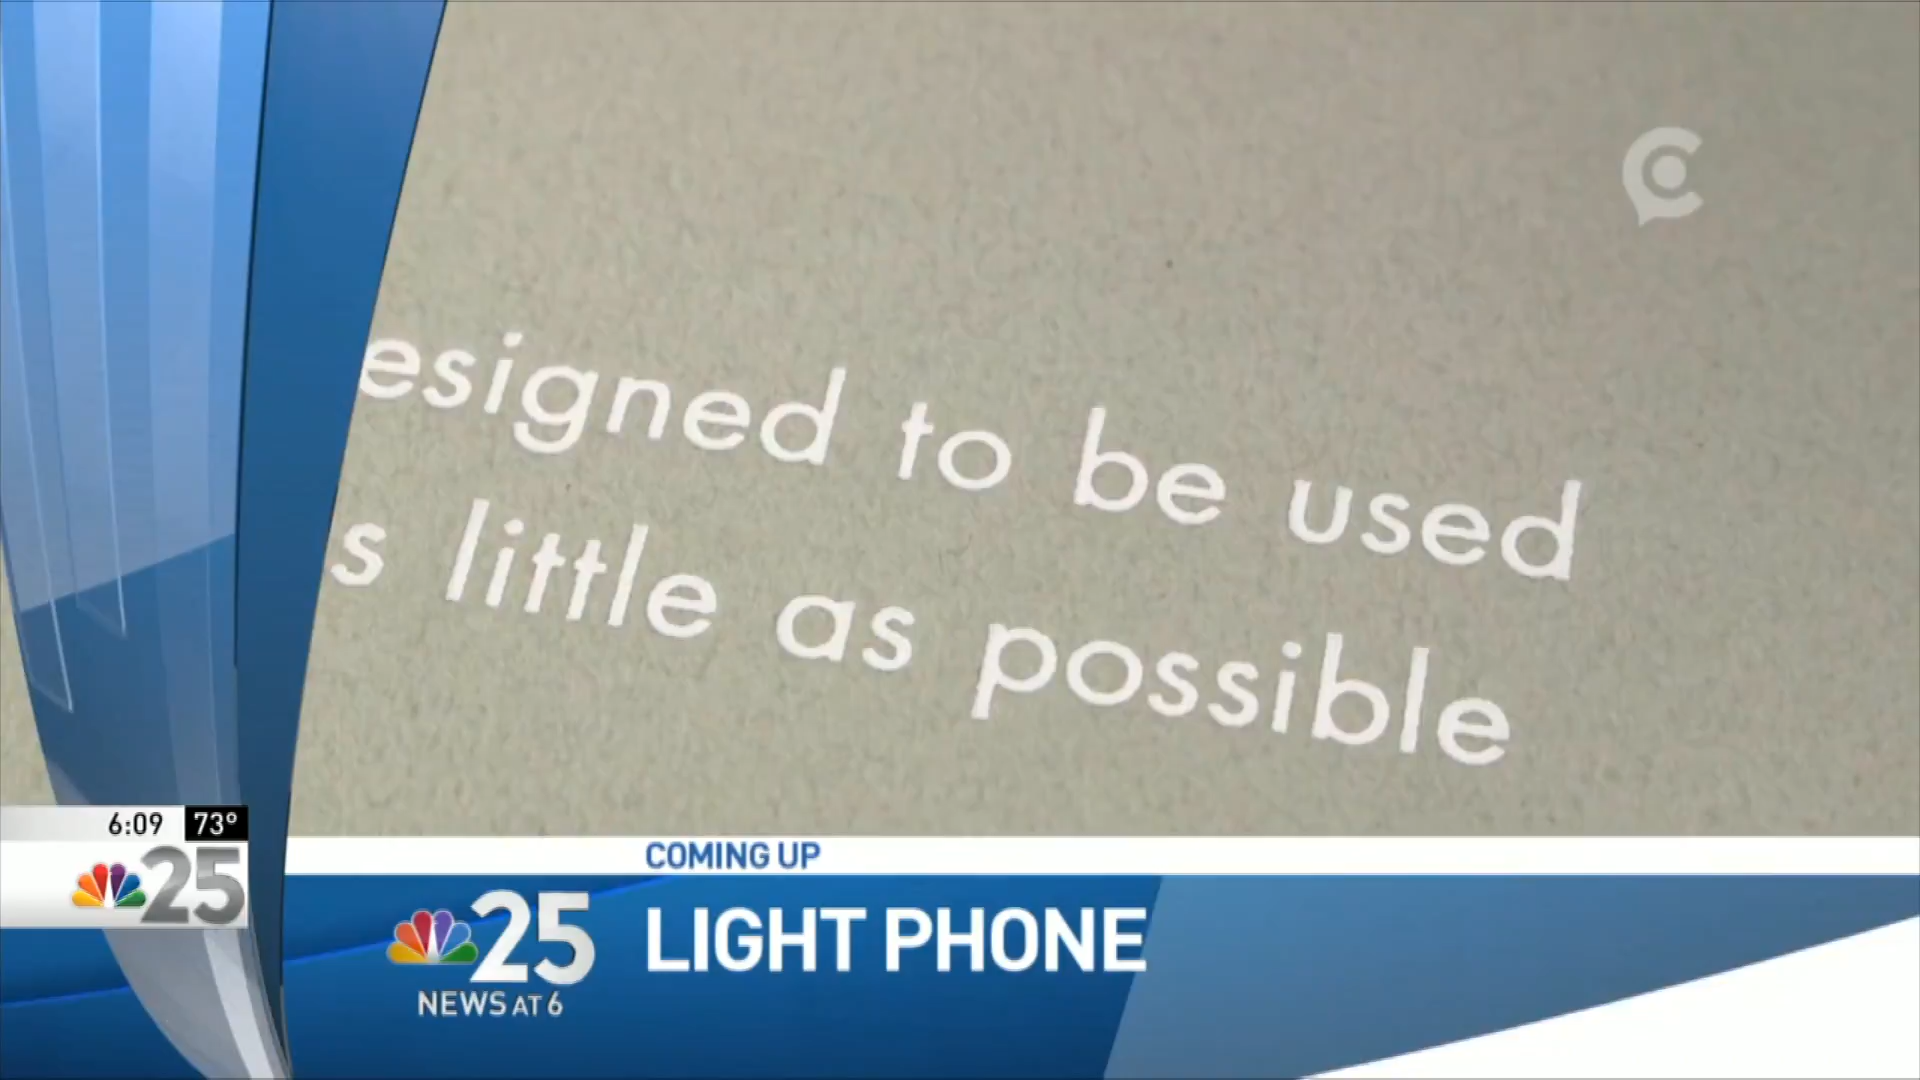 esigned to be used
s little as possible
6:09 73°
25
COMING UP
25 LIGHT PHONE
NEWS AT 6